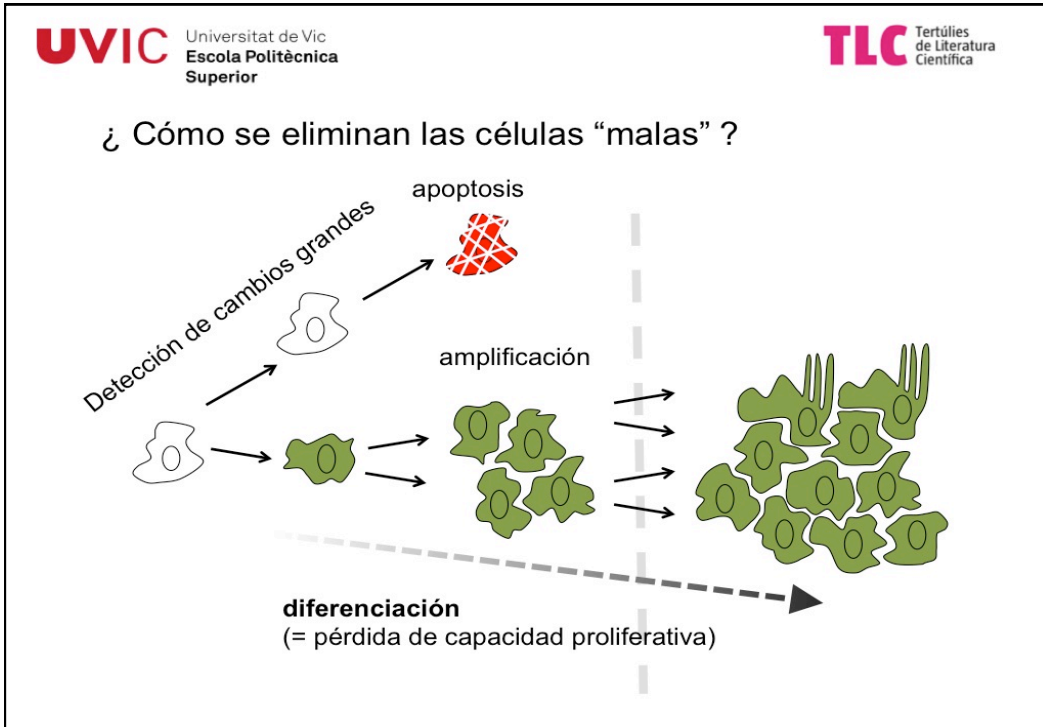 UVIC
Universitat de Vic
Escola Politècnica
Superior
TLC
Tertúlies
de Literatura
Científica
¿ Cómo se eliminan las células “malas” ?
apoptosis
Detección de cambios grandes
amplificación
diferenciación
(= pérdida de capacidad proliferativa)